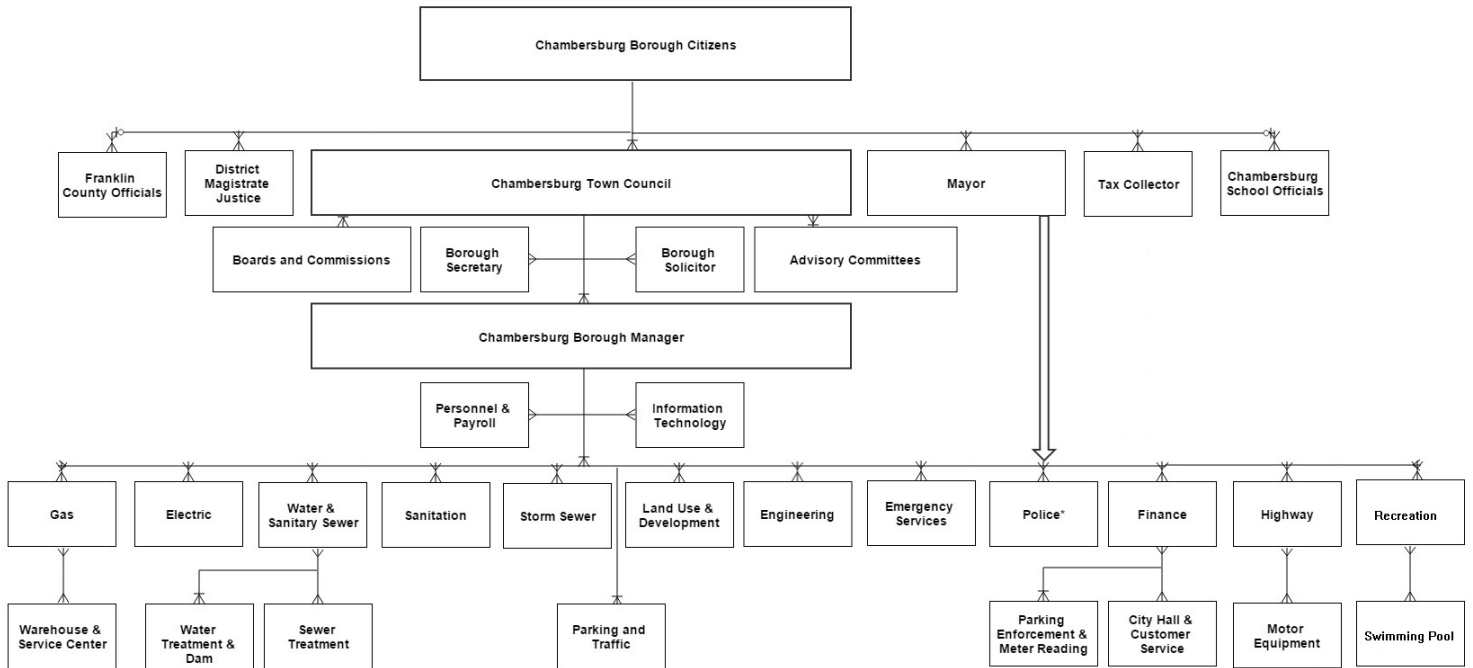 Chambersburg Borough Citizens
Franklin
County Officials
District
Magistrate
Justice
Chambersburg Town Council
Mayor
Tax Collector
Chambersburg
School Officials
Boards and Commissions
Borough
Secretary
Borough
Solicitor
Advisory Committees
Chambersburg Borough Manager
Personnel &
Payroll
Information
Technology
Gas
Electric
Water &
Sanitary Sewer
Sanitation
Storm Sewer
Land Use &
Development
Engineering
Emergency
Services
Police*
Finance
Highway
Recreation
Warehouse &
Service Center
Water
Treatment &
Dam
Sewer
Treatment
Parking and
Traffic
Parking
Enforcement &
Meter Reading
City Hall &
Customer
Service
Motor
Equipment
Swimming Pool